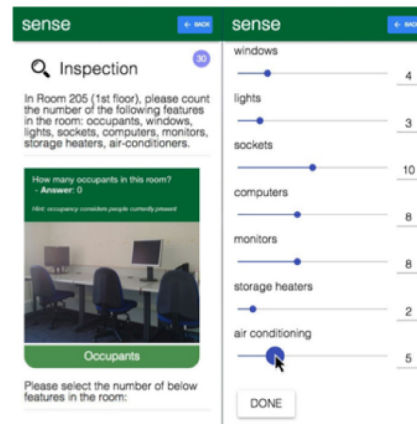 sense
← BACK
30
Inspection
In Room 205 (1st floor), please count
the number of the following features
in the room: occupants, windows,
lights, sockets, computers, monitors,
storage heaters, air-conditioners.
How many occupants in this room?
- Answer: 0
Hint: occupancy considers people currently present
Occupants
Please select the number of below
features in the room:
sense
← BACK
windows
4
lights
3
sockets
10
computers
8
monitors
8
storage heaters
2
air conditioning
5
DONE